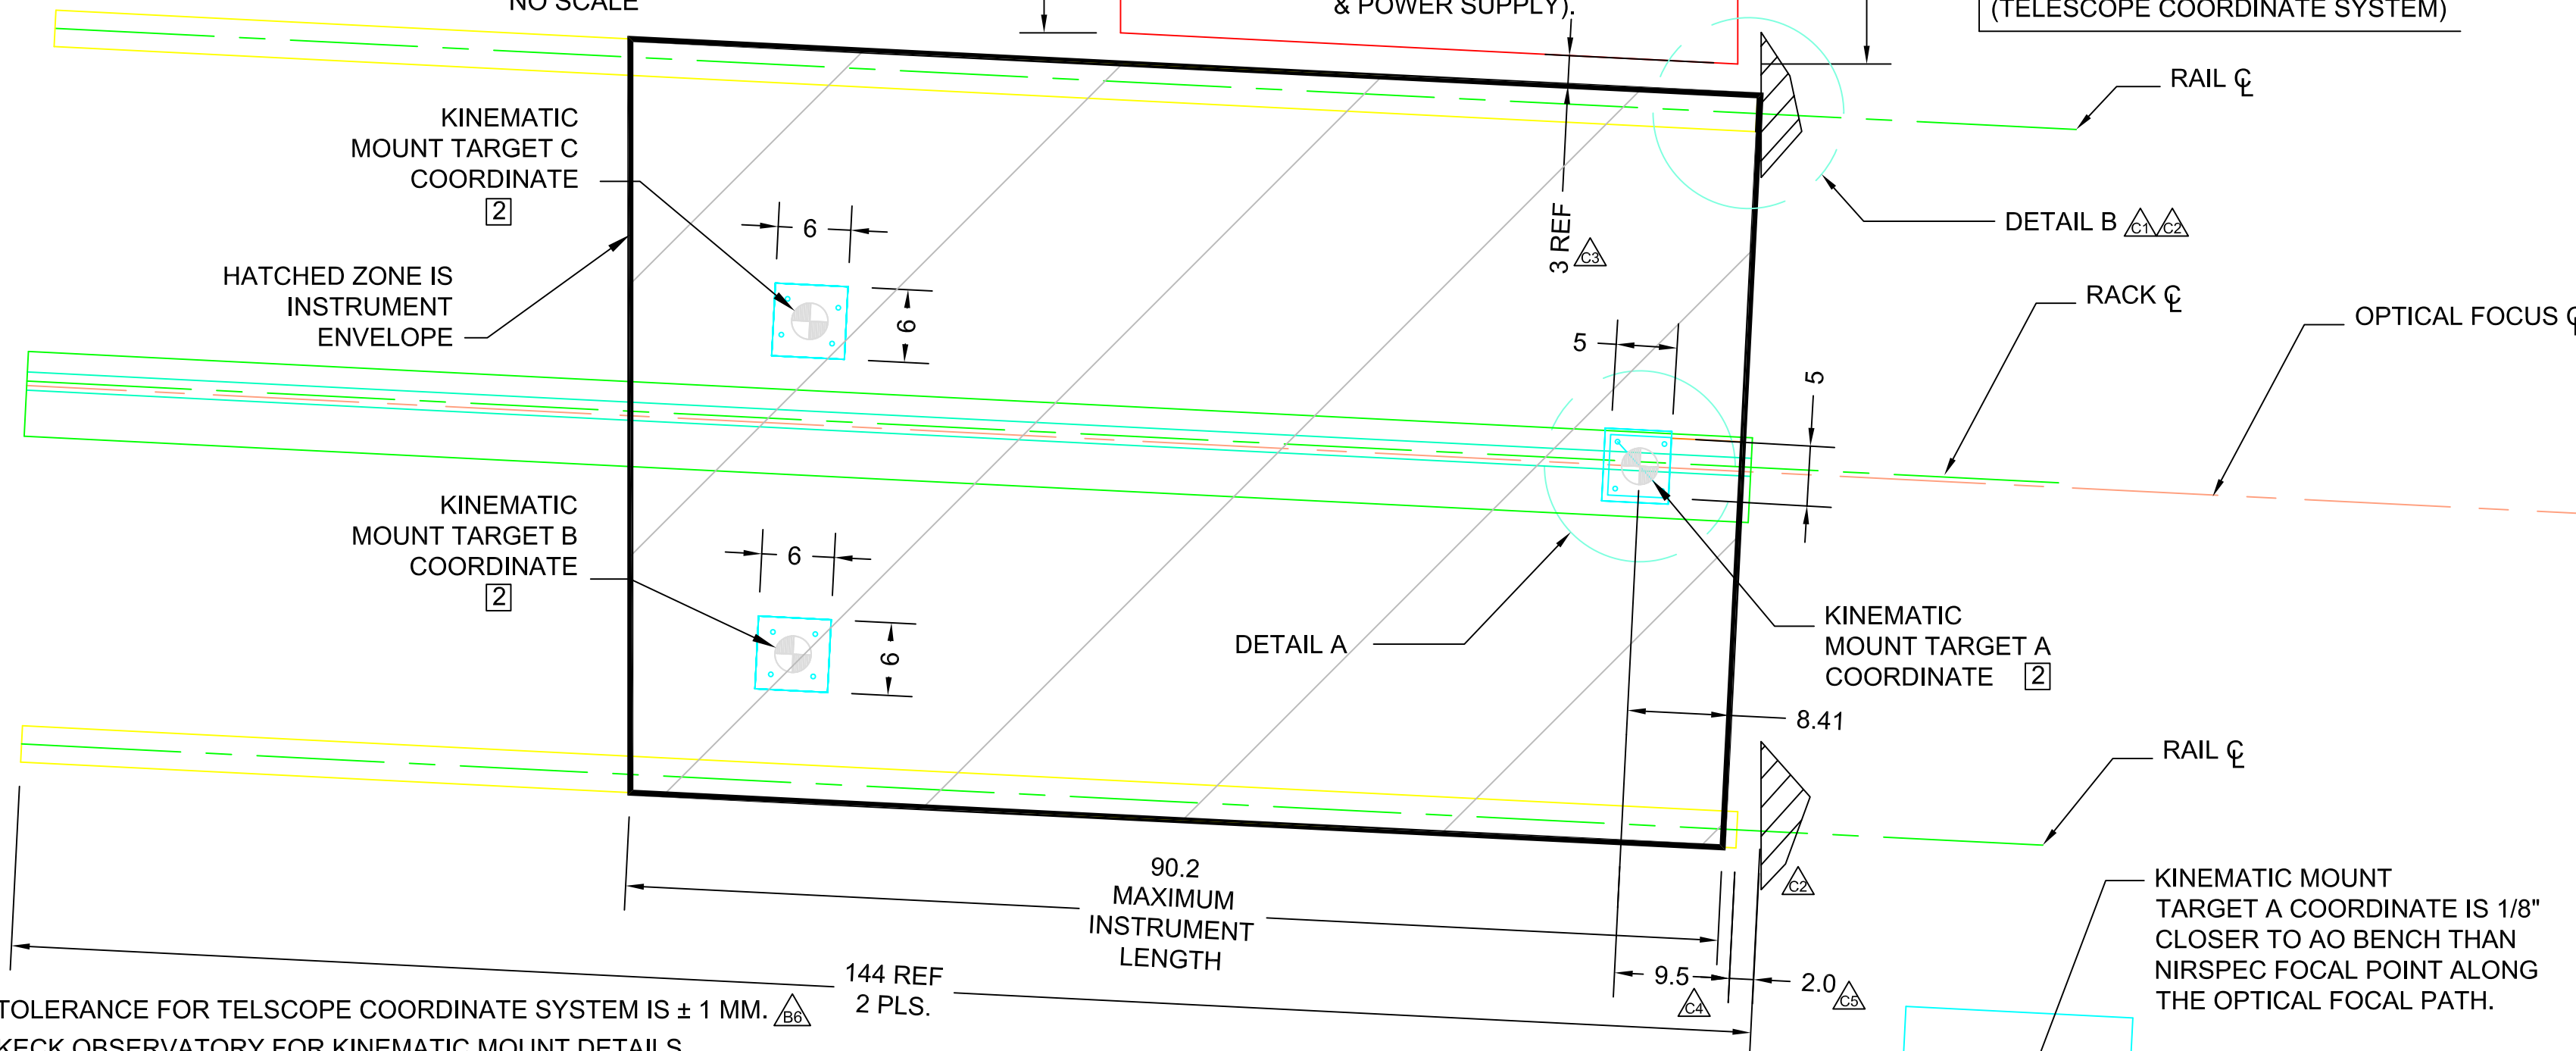 NO SCALE
& POWER SUPPLY).
(TELESCOPE COORDINATE SYSTEM)
RAIL ℄
KINEMATIC
MOUNT TARGET C
COORDINATE
2
6
6
3 REF
C3
DETAIL B C1 C2
HATCHED ZONE IS
INSTRUMENT
ENVELOPE
RACK ℄
OPTICAL FOCUS ℄
5
5
KINEMATIC
MOUNT TARGET B
COORDINATE
2
6
6
DETAIL A
KINEMATIC
MOUNT TARGET A
COORDINATE 2
8.41
RAIL ℄
90.2
MAXIMUM
INSTRUMENT
LENGTH
C2
KINEMATIC MOUNT
TARGET A COORDINATE IS 1/8"
CLOSER TO AO BENCH THAN
NIRSPEC FOCAL POINT ALONG
THE OPTICAL FOCAL PATH.
144 REF
2 PLS.
9.5
C4
2.0
C5
TOLERANCE FOR TELSCOPE COORDINATE SYSTEM IS ± 1 MM. B6
KECK OBSERVATORY FOR KINEMATIC MOUNT DETAILS